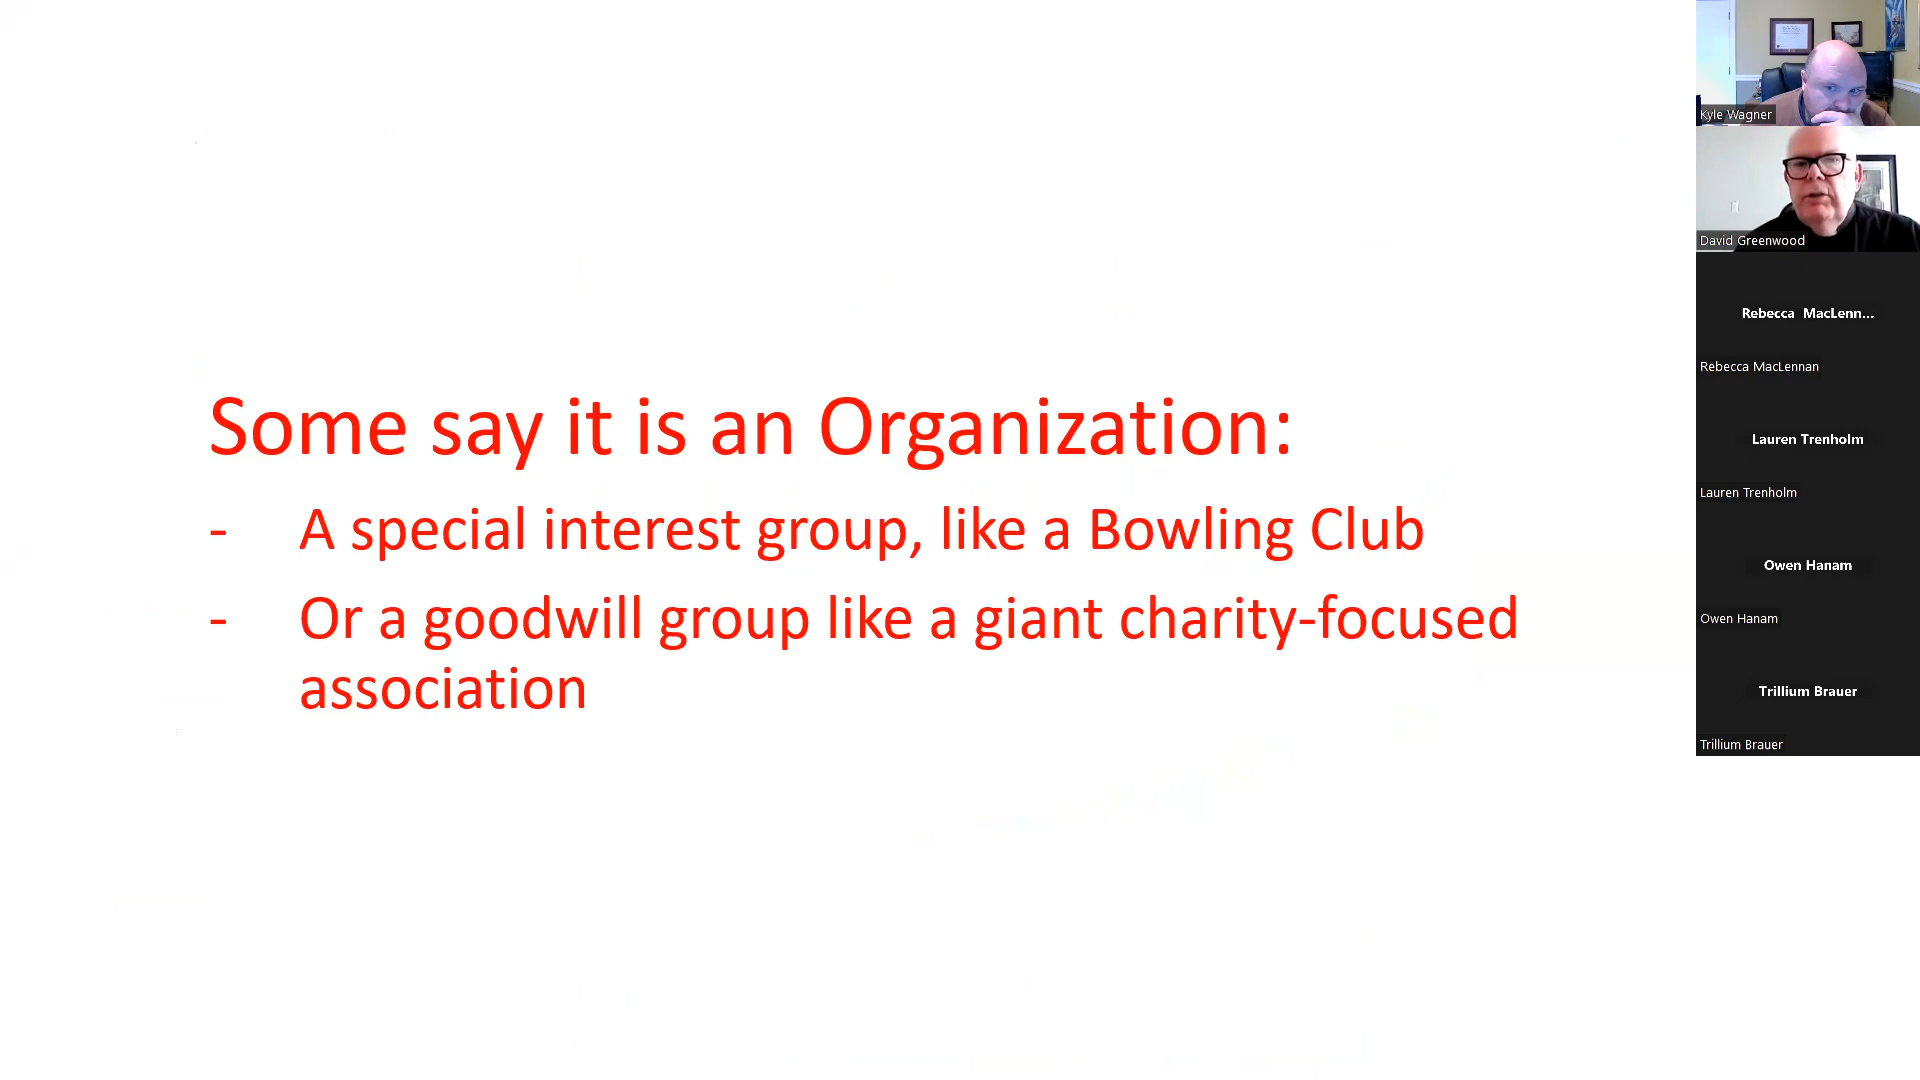 Some say it is an Organization:
- A special interest group, like a Bowling Club
- Or a goodwill group like a giant charity-focused
association
Kyle Wagner
David Greenwood
Rebecca MacLenn...
Rebecca MacLennan
Lauren Trenholm
Lauren Trenholm
Owen Hanam
Owen Hanam
Trillium Brauer
Trillium Brauer